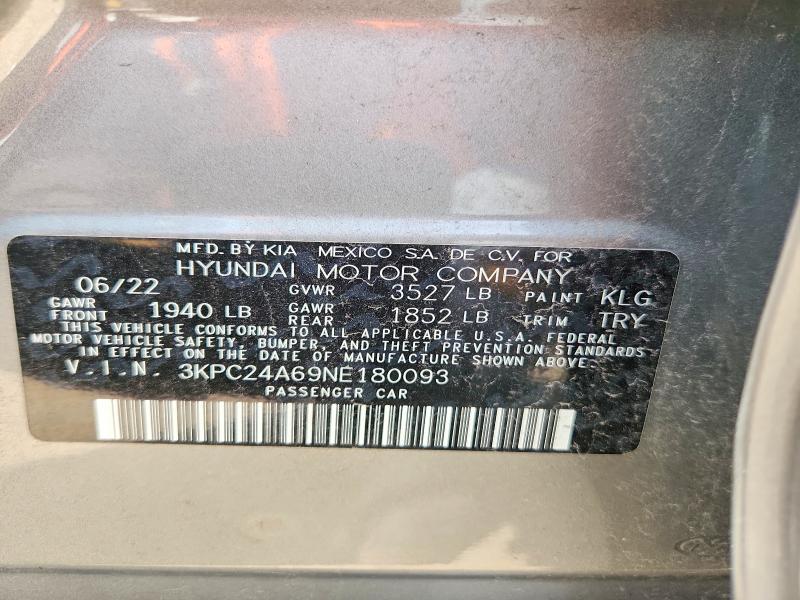 MFD. BY KIA MEXICO S.A. DE C.V. FOR
HYUNDAI MOTOR COMPANY
06/22 GVWR 3527 LB PAINT KLG
GAWR FRONT 1940 LB GAWR REAR 1852 LB TRIM TRY
THIS VEHICLE CONFORMS TO ALL APPLICABLE U.S.A. FEDERAL
MOTOR VEHICLE SAFETY, BUMPER, AND THEFT PREVENTION STANDARDS
IN EFFECT ON THE DATE OF MANUFACTURE SHOWN ABOVE.
V.I.N. 3KPC24A69NE180093
PASSENGER CAR